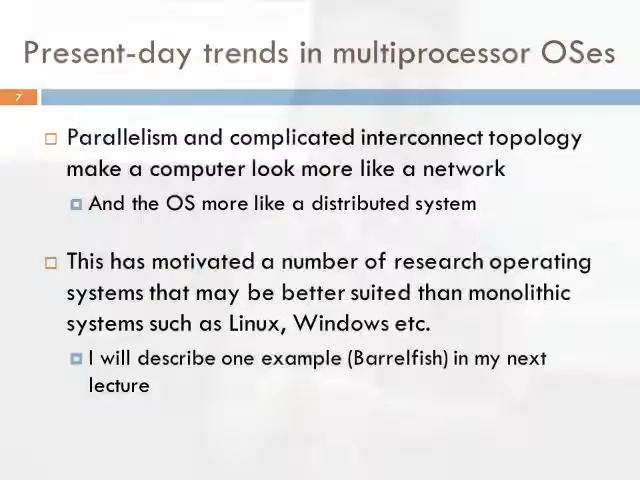 Present-day trends in multiprocessor OSes
7
Parallelism and complicated interconnect topology
make a computer look more like a network
And the OS more like a distributed system
This has motivated a number of research operating
systems that may be better suited than monolithic
systems such as Linux, Windows etc.
I will describe one example (Barrelfish) in my next
lecture